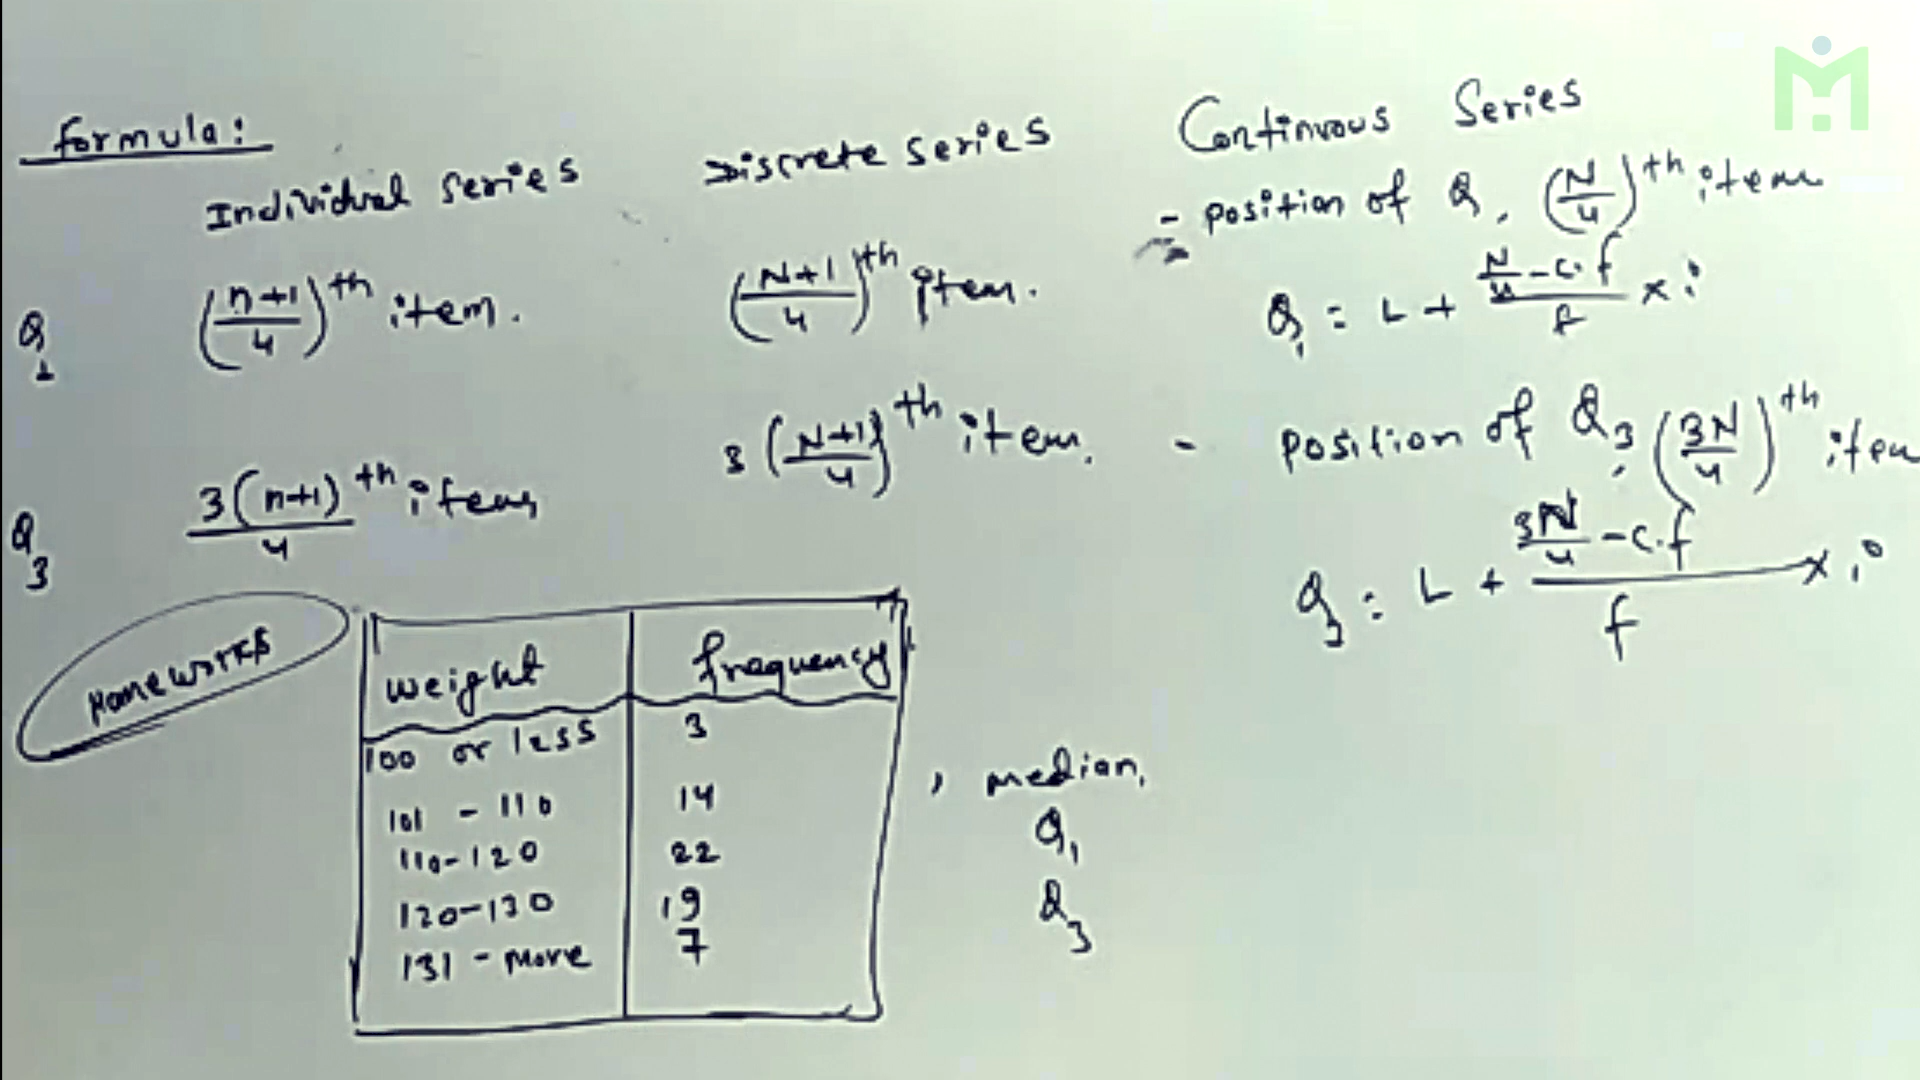 Formula:
Individual Series
Discrete Series
Continuous Series
Q1
(n+1/4)th item.
(N+1/4)th item.
- Position of Q1 (N/4)th item
Q1 = L + N/4 - c.f / f × i
Q3
3(n+1)/4 th item
3(N+1/4)th item.
- Position of Q3, (3N/4)th item
Q3 = L + 3N/4 - c.f / f × i
Homeworks
weight frequency
100 or less 3
101 - 110 14
110-120 22
120-130 19
131 - more 7
, median,
Q1
Q3